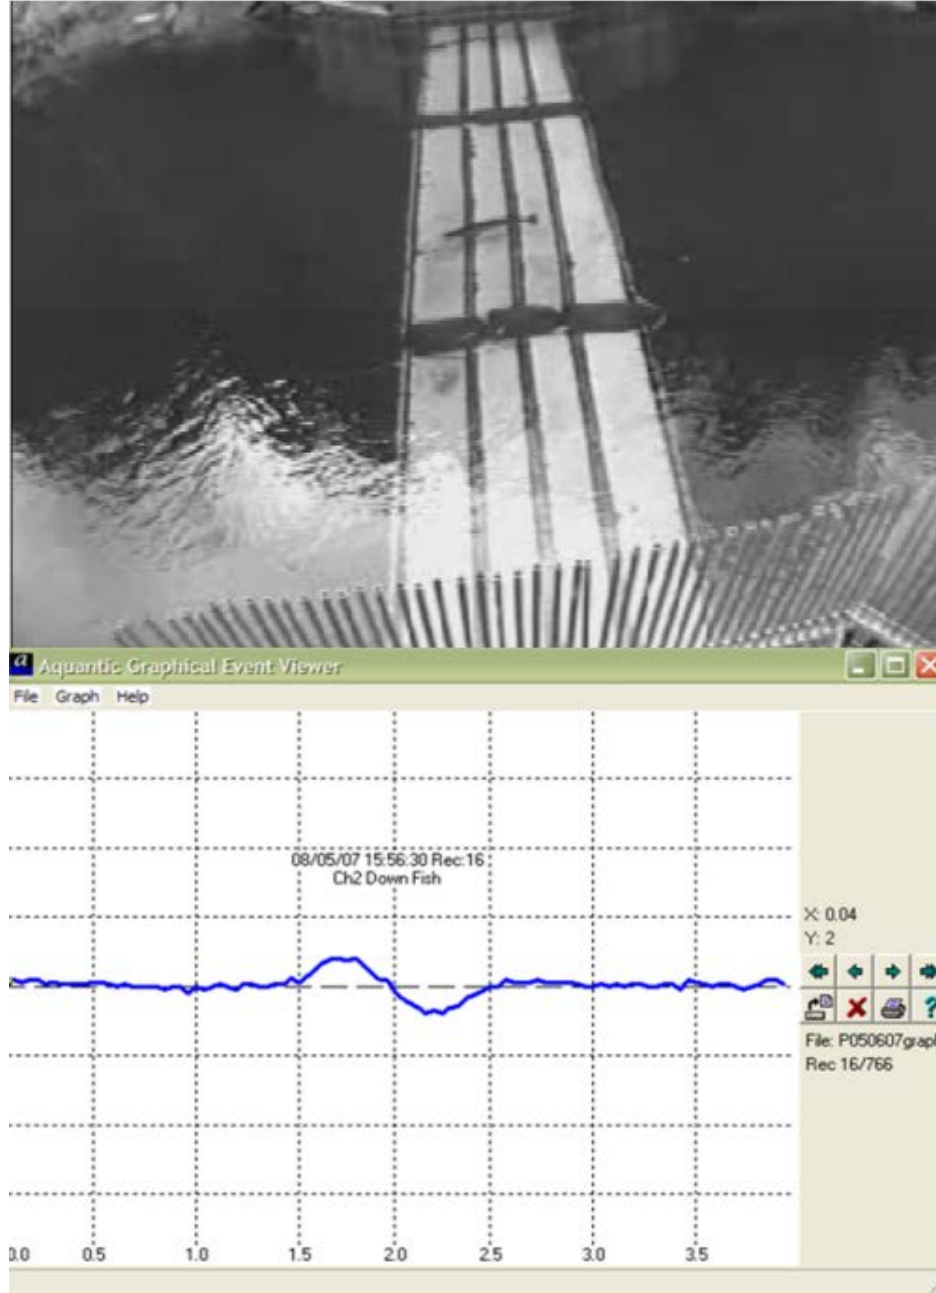 a Aquantic Graphical Event Viewer
File Graph Help
08/05/07 15:56:30 Rec:16
Ch2 Down Fish
X: 0.04
Y: 2
?
File: P050607grap
Rec 16/766
0.0 0.5 1.0 1.5 2.0 2.5 3.0 3.5